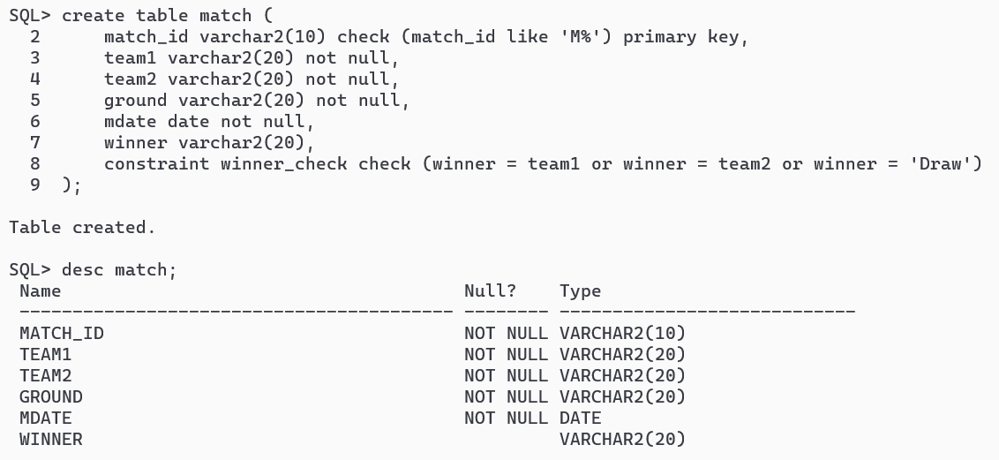 SQL> create table match (
  2      match_id varchar2(10) check (match_id like 'M%') primary key,
  3      team1 varchar2(20) not null,
  4      team2 varchar2(20) not null,
  5      ground varchar2(20) not null,
  6      mdate date not null,
  7      winner varchar2(20),
  8      constraint winner_check check (winner = team1 or winner = team2 or winner = 'Draw')
  9  );
Table created.
SQL> desc match;
 Name                                      Null?    Type
 ----------------------------------------- -------- ----------------------------
 MATCH_ID                                  NOT NULL VARCHAR2(10)
 TEAM1                                     NOT NULL VARCHAR2(20)
 TEAM2                                     NOT NULL VARCHAR2(20)
 GROUND                                    NOT NULL VARCHAR2(20)
 MDATE                                     NOT NULL DATE
 WINNER                                             VARCHAR2(20)